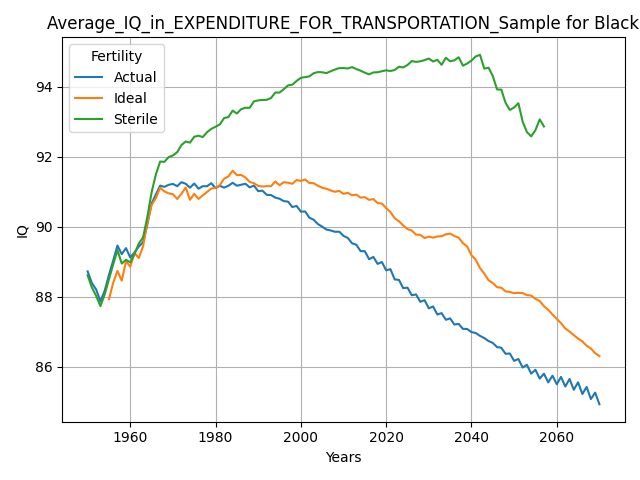 Average_IQ_in_EXPENDITURE_FOR_TRANSPORTATION_Sample for Black
Fertility
Actual
Ideal
Sterile
IQ
94
92
90
88
86
1960 1980 2000 2020 2040 2060
Years